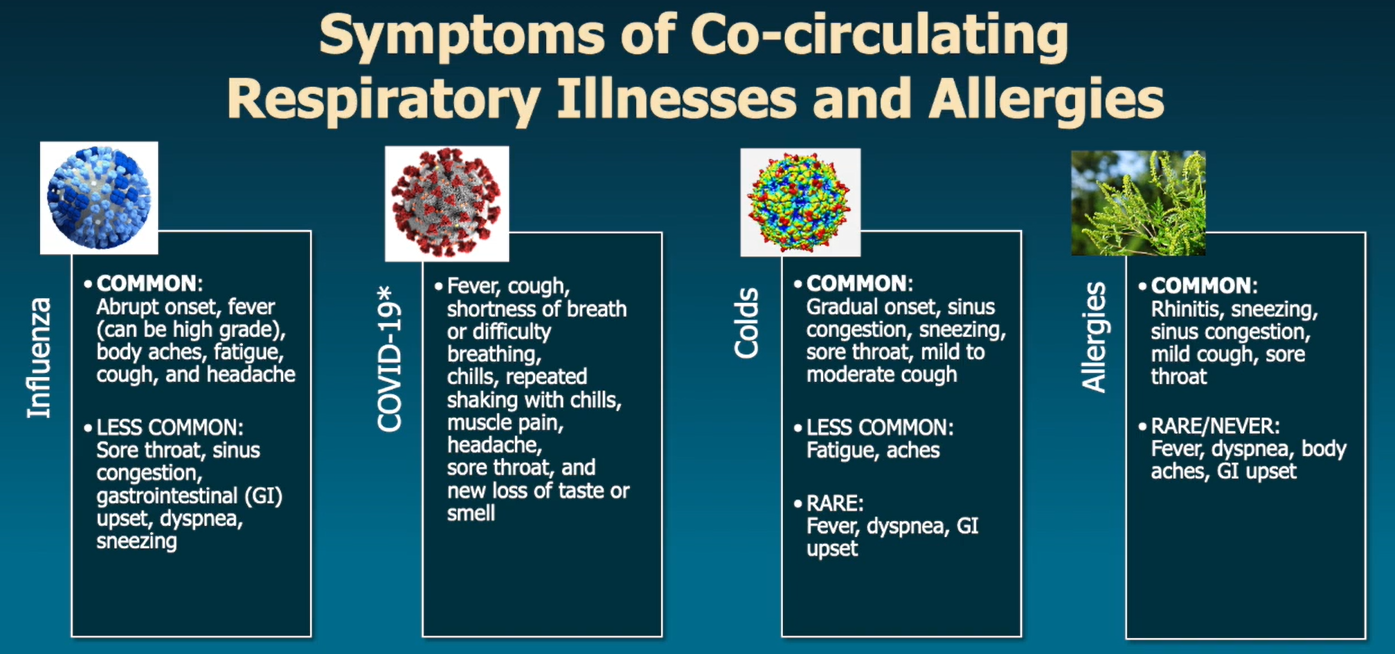 Symptoms of Co-circulating
Respiratory Illnesses and Allergies
Influenza
• COMMON:
Abrupt onset, fever
(can be high grade),
body aches, fatigue,
cough, and headache
• LESS COMMON:
Sore throat, sinus
congestion,
gastrointestinal (GI)
upset, dyspnea,
sneezing
COVID-19*
• Fever, cough,
shortness of breath
or difficulty
breathing,
chills, repeated
shaking with chills,
muscle pain,
headache,
sore throat, and
new loss of taste or
smell
Colds
• COMMON:
Gradual onset, sinus
congestion, sneezing,
sore throat, mild to
moderate cough
• LESS COMMON:
Fatigue, aches
• RARE:
Fever, dyspnea, GI
upset
Allergies
• COMMON:
Rhinitis, sneezing,
sinus congestion,
mild cough, sore
throat
• RARE/NEVER:
Fever, dyspnea, body
aches, GI upset